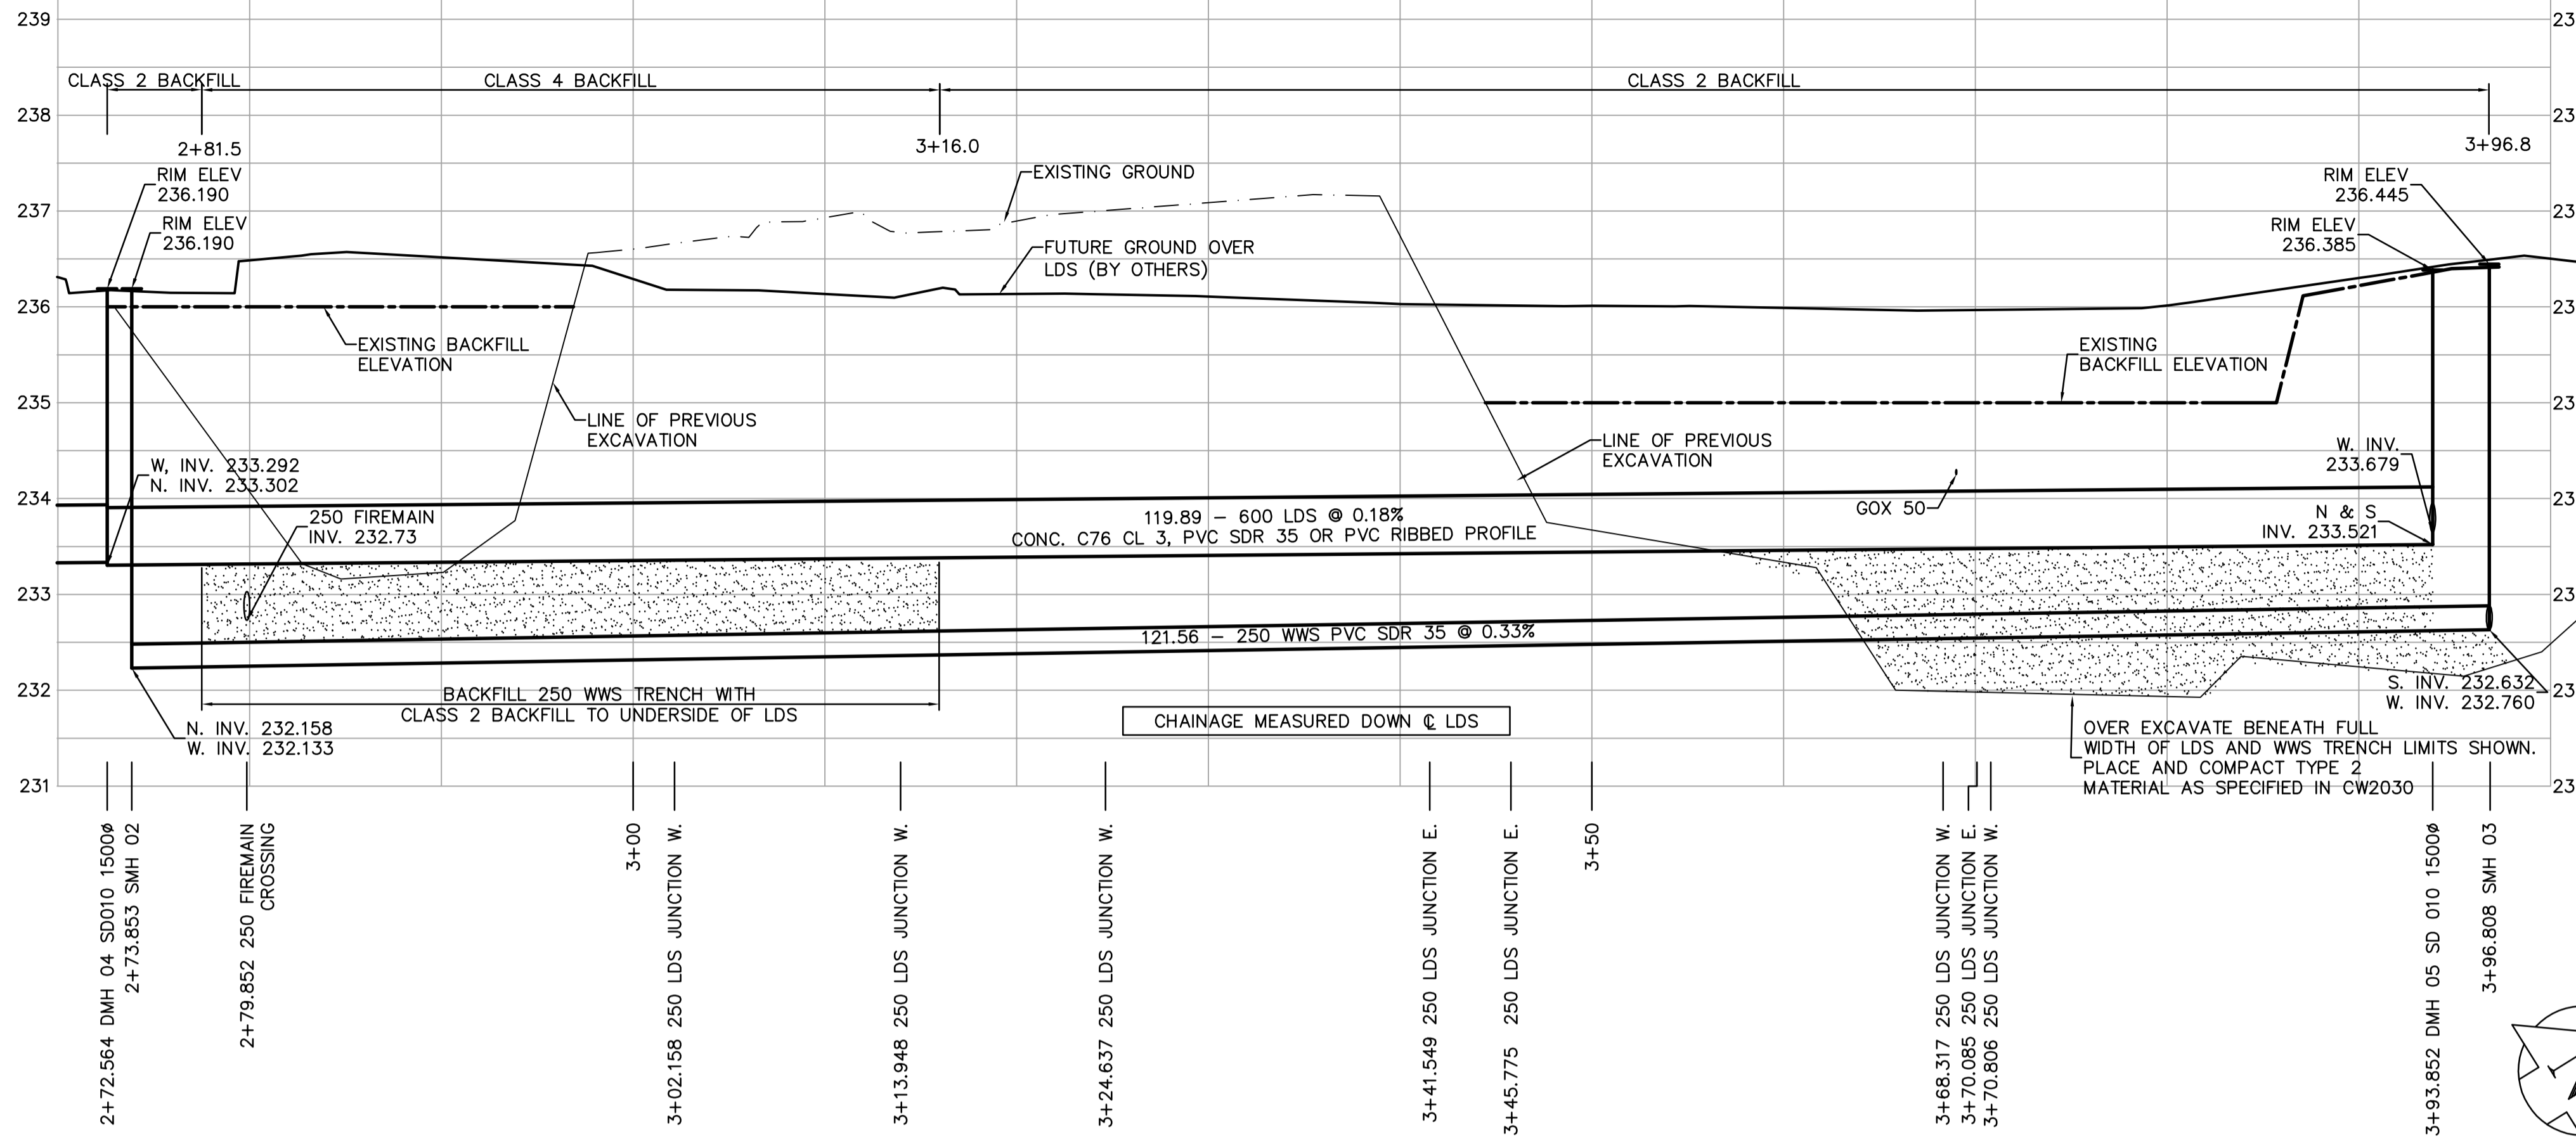 239
238
237
236
235
234
233
232
231
CLASS 2 BACKFILL
CLASS 4 BACKFILL
CLASS 2 BACKFILL
2+81.5
3+16.0
3+96.8
RIM ELEV
236.190
RIM ELEV
236.190
EXISTING GROUND
FUTURE GROUND OVER
LDS (BY OTHERS)
RIM ELEV
236.445
RIM ELEV
236.385
EXISTING BACKFILL
ELEVATION
EXISTING
BACKFILL ELEVATION
LINE OF PREVIOUS
EXCAVATION
LINE OF PREVIOUS
EXCAVATION
W, INV. 233.292
N. INV. 233.302
250 FIREMAIN
INV. 232.73
W. INV.
233.679
GOX 50
N & S
INV. 233.521
119.89 – 600 LDS @ 0.18%
CONC. C76 CL 3, PVC SDR 35 OR PVC RIBBED PROFILE
121.56 – 250 WWS PVC SDR 35 @ 0.33%
BACKFILL 250 WWS TRENCH WITH
CLASS 2 BACKFILL TO UNDERSIDE OF LDS
N. INV. 232.158
W. INV. 232.133
CHAINAGE MEASURED DOWN ℄ LDS
S. INV. 232.632
W. INV. 232.760
OVER EXCAVATE BENEATH FULL
WIDTH OF LDS AND WWS TRENCH LIMITS SHOWN.
PLACE AND COMPACT TYPE 2
MATERIAL AS SPECIFIED IN CW2030
2+72.564 DMH 04 SD010 1500ø
2+73.853 SMH 02
2+79.852 250 FIREMAIN
CROSSING
3+00
3+02.158 250 LDS JUNCTION W.
3+13.948 250 LDS JUNCTION W.
3+24.637 250 LDS JUNCTION W.
3+41.549 250 LDS JUNCTION E.
3+45.775 250 LDS JUNCTION E.
3+50
3+68.317 250 LDS JUNCTION W.
3+70.085 250 LDS JUNCTION E.
3+70.806 250 LDS JUNCTION W.
3+93.852 DMH 05 SD 010 1500ø
3+96.808 SMH 03